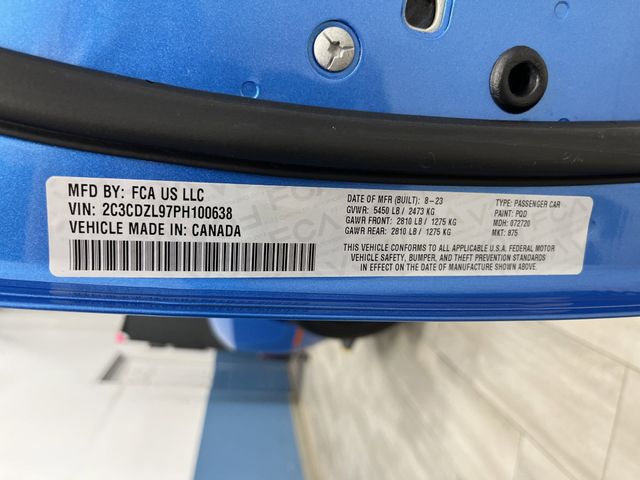 MFD BY: FCA US LLC
VIN: 2C3CDZL97PH100638
VEHICLE MADE IN: CANADA
DATE OF MFR (BUILT): 8-23
GVWR: 5450 LB / 2473 KG
GAWR FRONT: 2810 LB / 1275 KG
GAWR REAR: 2810 LB / 1275 KG
THIS VEHICLE CONFORMS TO ALL APPLICABLE U.S. FEDERAL MOTOR
VEHICLE SAFETY, BUMPER, AND THEFT PREVENTION STANDARDS
IN EFFECT ON THE DATE OF MANUFACTURE SHOWN ABOVE.
TYPE: PASSENGER CAR
PAINT: PQD
MDH: 072720
MKT: 875